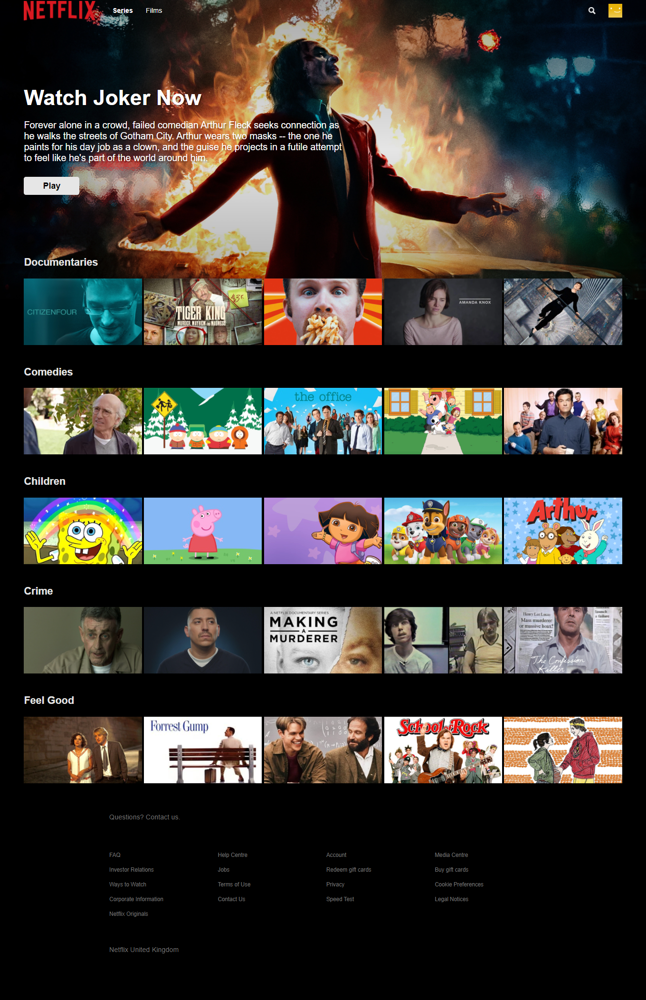 NETFLIX
Series
Films
Watch Joker Now
Forever alone in a crowd, failed comedian Arthur Fleck seeks connection as
he walks the streets of Gotham City. Arthur wears two masks -- the one he
paints for his day job as a clown, and the guise he projects in a futile attempt
to feel like he's part of the world around him.
Play
Documentaries
CITIZENFOUR
$3K
TIGER KING
MURDER, MAYHEM AND MADNESS
AMANDA KNOX
Comedies
the office
Children
Arthur
Crime
A NETFLIX DOCUMENTARY SERIES
MAKING
A
MURDERER
launch
a failure
Henry Lee Lucas
Mass murderer
or massive hoax?
The Confession
Killer
Feel Good
Forrest Gump
School of Rock
Questions? Contact us.
FAQ
Help Centre
Account
Media Centre
Investor Relations
Jobs
Redeem gift cards
Buy gift cards
Ways to Watch
Terms of Use
Privacy
Cookie Preferences
Corporate Information
Contact Us
Speed Test
Legal Notices
Netflix Originals
Netflix United Kingdom